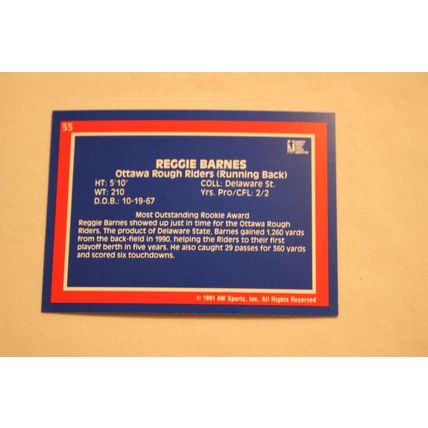 55
REGGIE BARNES
Ottawa Rough Riders (Running Back)
HT: 5'10" COLL: Delaware St.
WT: 210 Yrs. Pro/CFL: 2/2
D.O.B.: 10-19-67
Most Outstanding Rookie Award
Reggie Barnes showed up just in time for the Ottawa Rough
Riders. The product of Delaware State, Barnes gained 1,260 yards
from the back-field in 1990, helping the Riders to their first
playoff berth in five years. He also caught 29 passes for 360 yards
and scored six touchdowns.
© 1991 AW Sports, Inc. All Rights Reserved